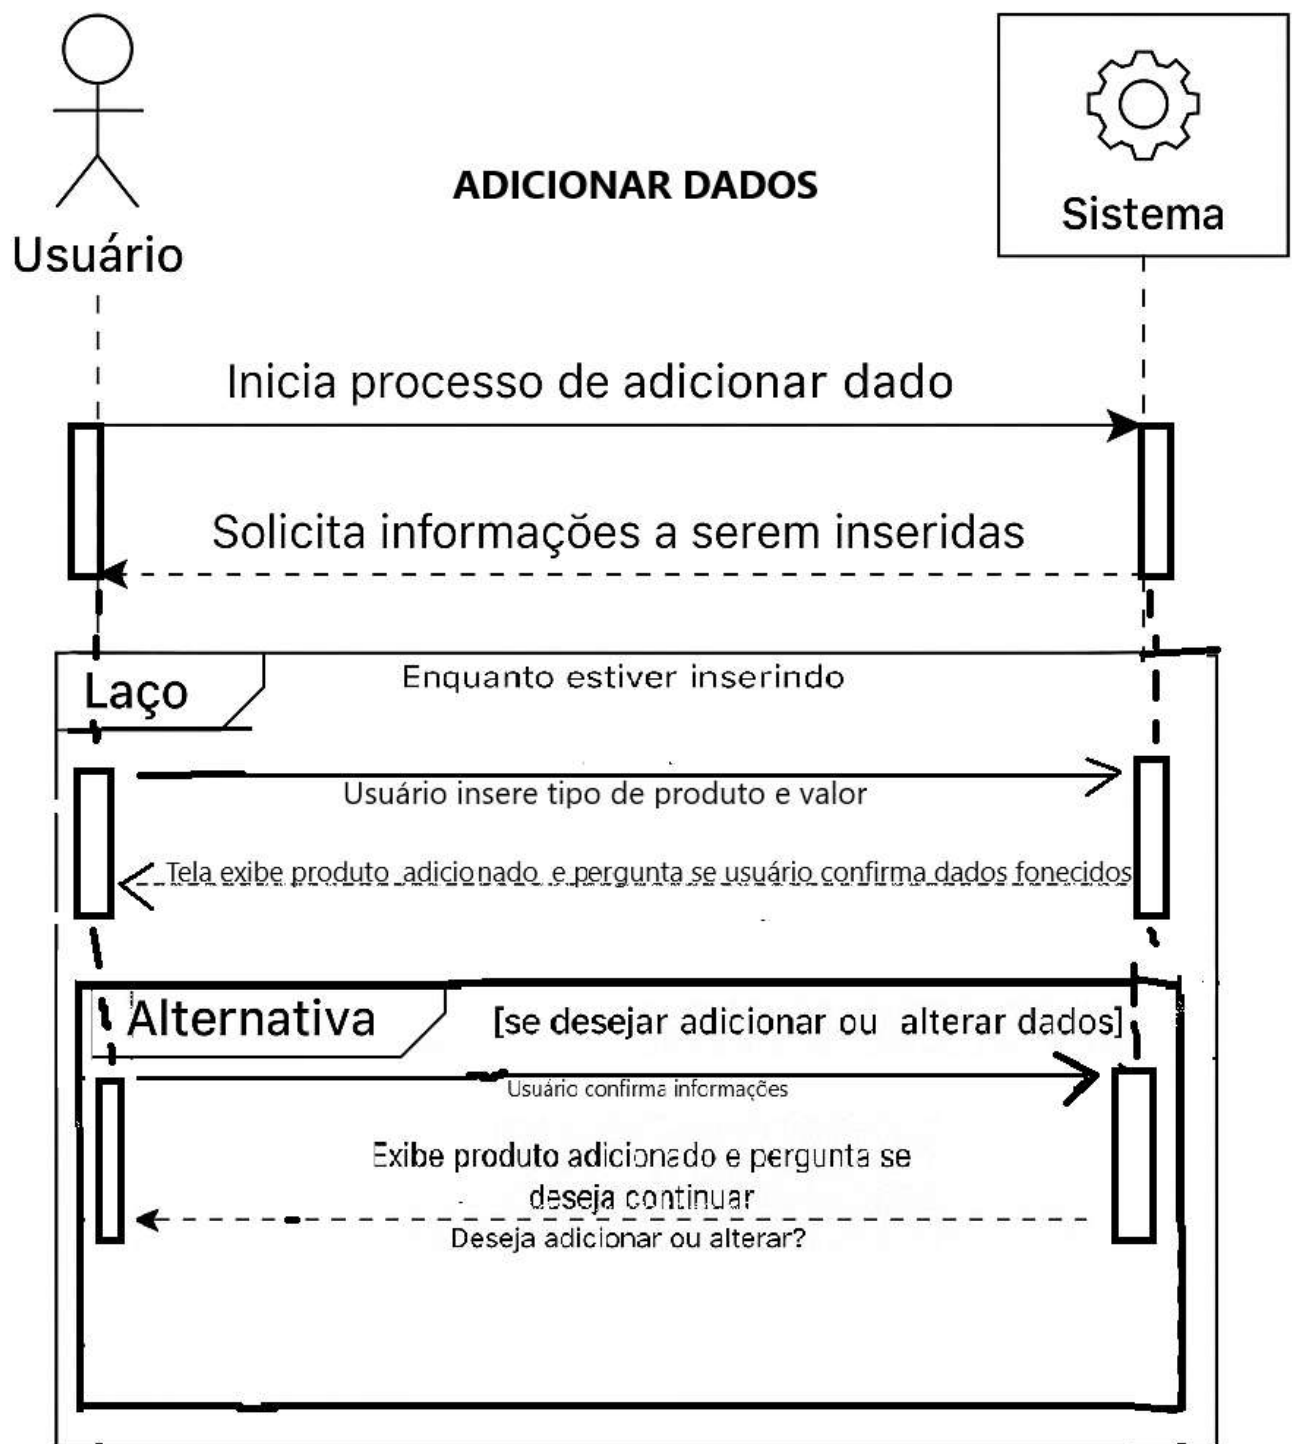 ADICIONAR DADOS
Sistema
Usuário
Inicia processo de adicionar dado
Solicita informações a serem inseridas
Laço
Enquanto estiver inserindo
Usuário insere tipo de produto e valor
Tela exibe produto adicionado e pergunta se usuário confirma dados fonecidos
Alternativa
[se desejar adicionar ou alterar dados]
Usuário confirma informações
Exibe produto adicionado e pergunta se
deseja continuar
Deseja adicionar ou alterar?